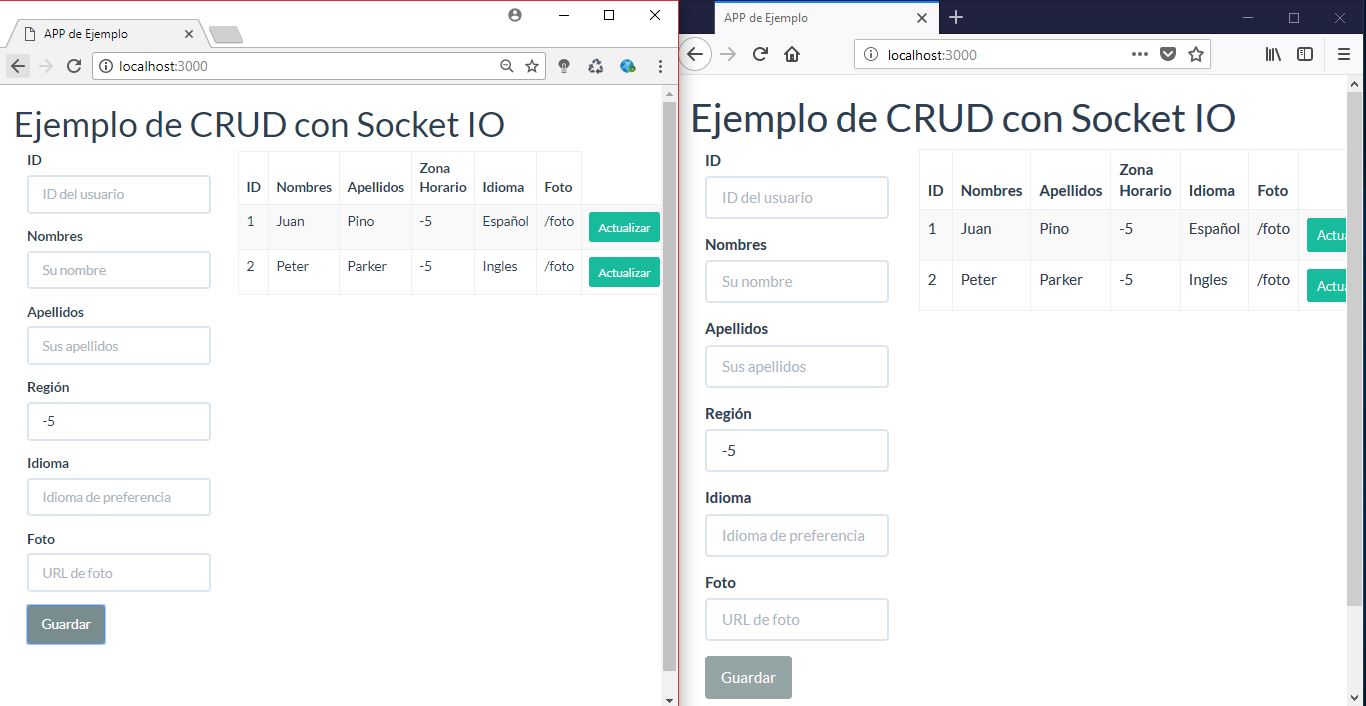 APP de Ejemplo
localhost:3000
Ejemplo de CRUD con Socket IO
ID
ID del usuario
Nombres
Su nombre
Apellidos
Sus apellidos
Región
-5
Idioma
Idioma de preferencia
Foto
URL de foto
Guardar
ID Nombres Apellidos Zona Horario Idioma Foto
1 Juan Pino -5 Español /foto Actualizar
2 Peter Parker -5 Ingles /foto Actualizar
APP de Ejemplo
localhost:3000
Ejemplo de CRUD con Socket IO
ID
ID del usuario
Nombres
Su nombre
Apellidos
Sus apellidos
Región
-5
Idioma
Idioma de preferencia
Foto
URL de foto
Guardar
ID Nombres Apellidos Zona Horario Idioma Foto
1 Juan Pino -5 Español /foto Actua
2 Peter Parker -5 Ingles /foto Actua